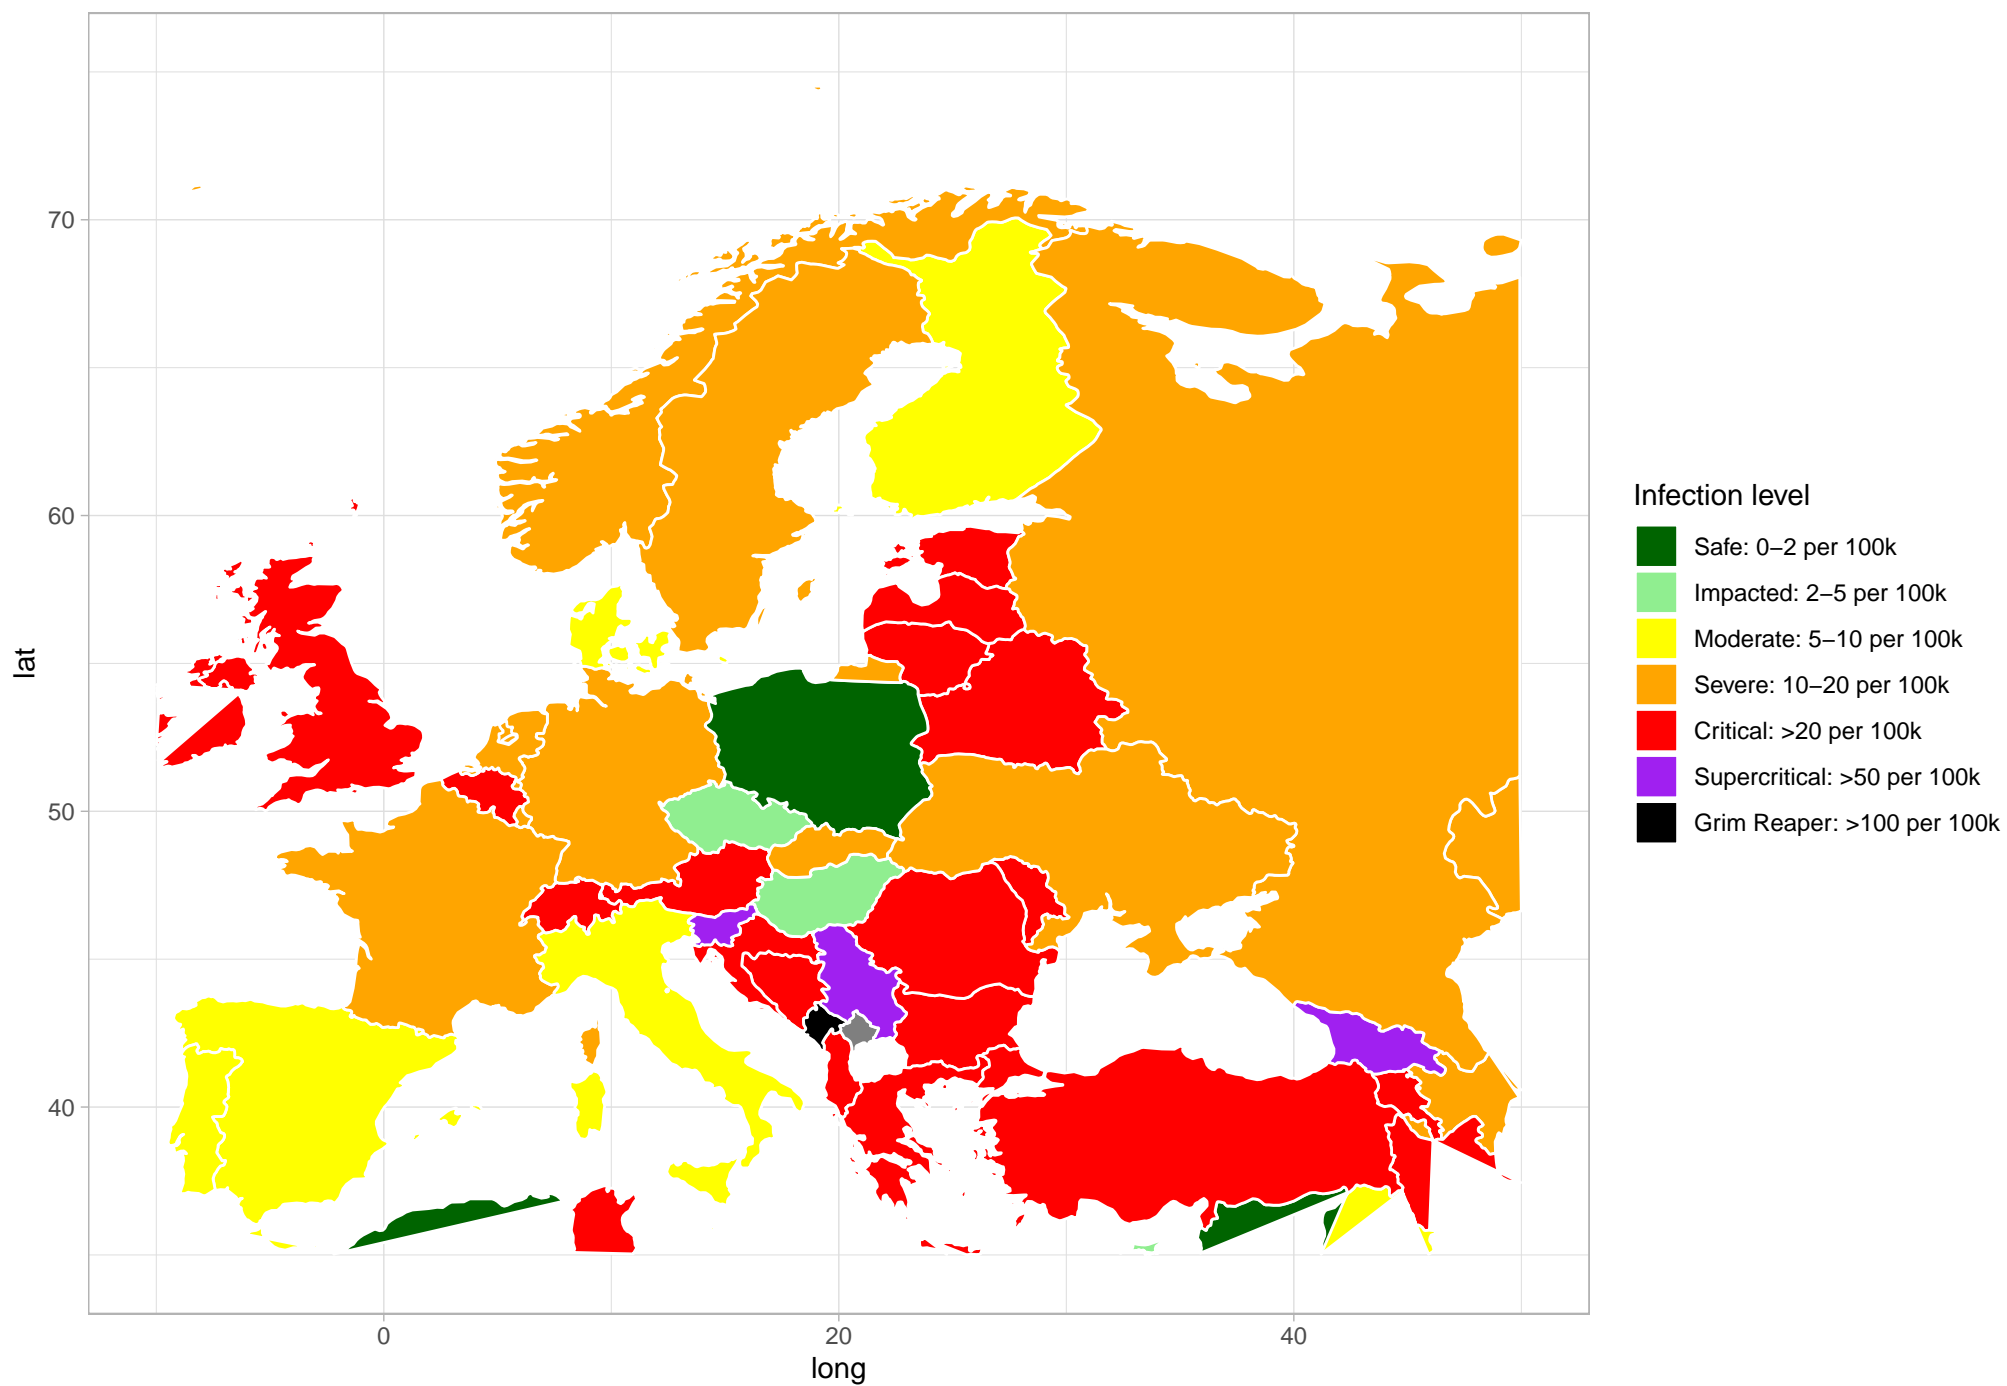 70
60
50
40
lat
0
20
40
long
Infection level
Safe: 0−2 per 100k
Impacted: 2−5 per 100k
Moderate: 5−10 per 100k
Severe: 10−20 per 100k
Critical: >20 per 100k
Supercritical: >50 per 100k
Grim Reaper: >100 per 100k